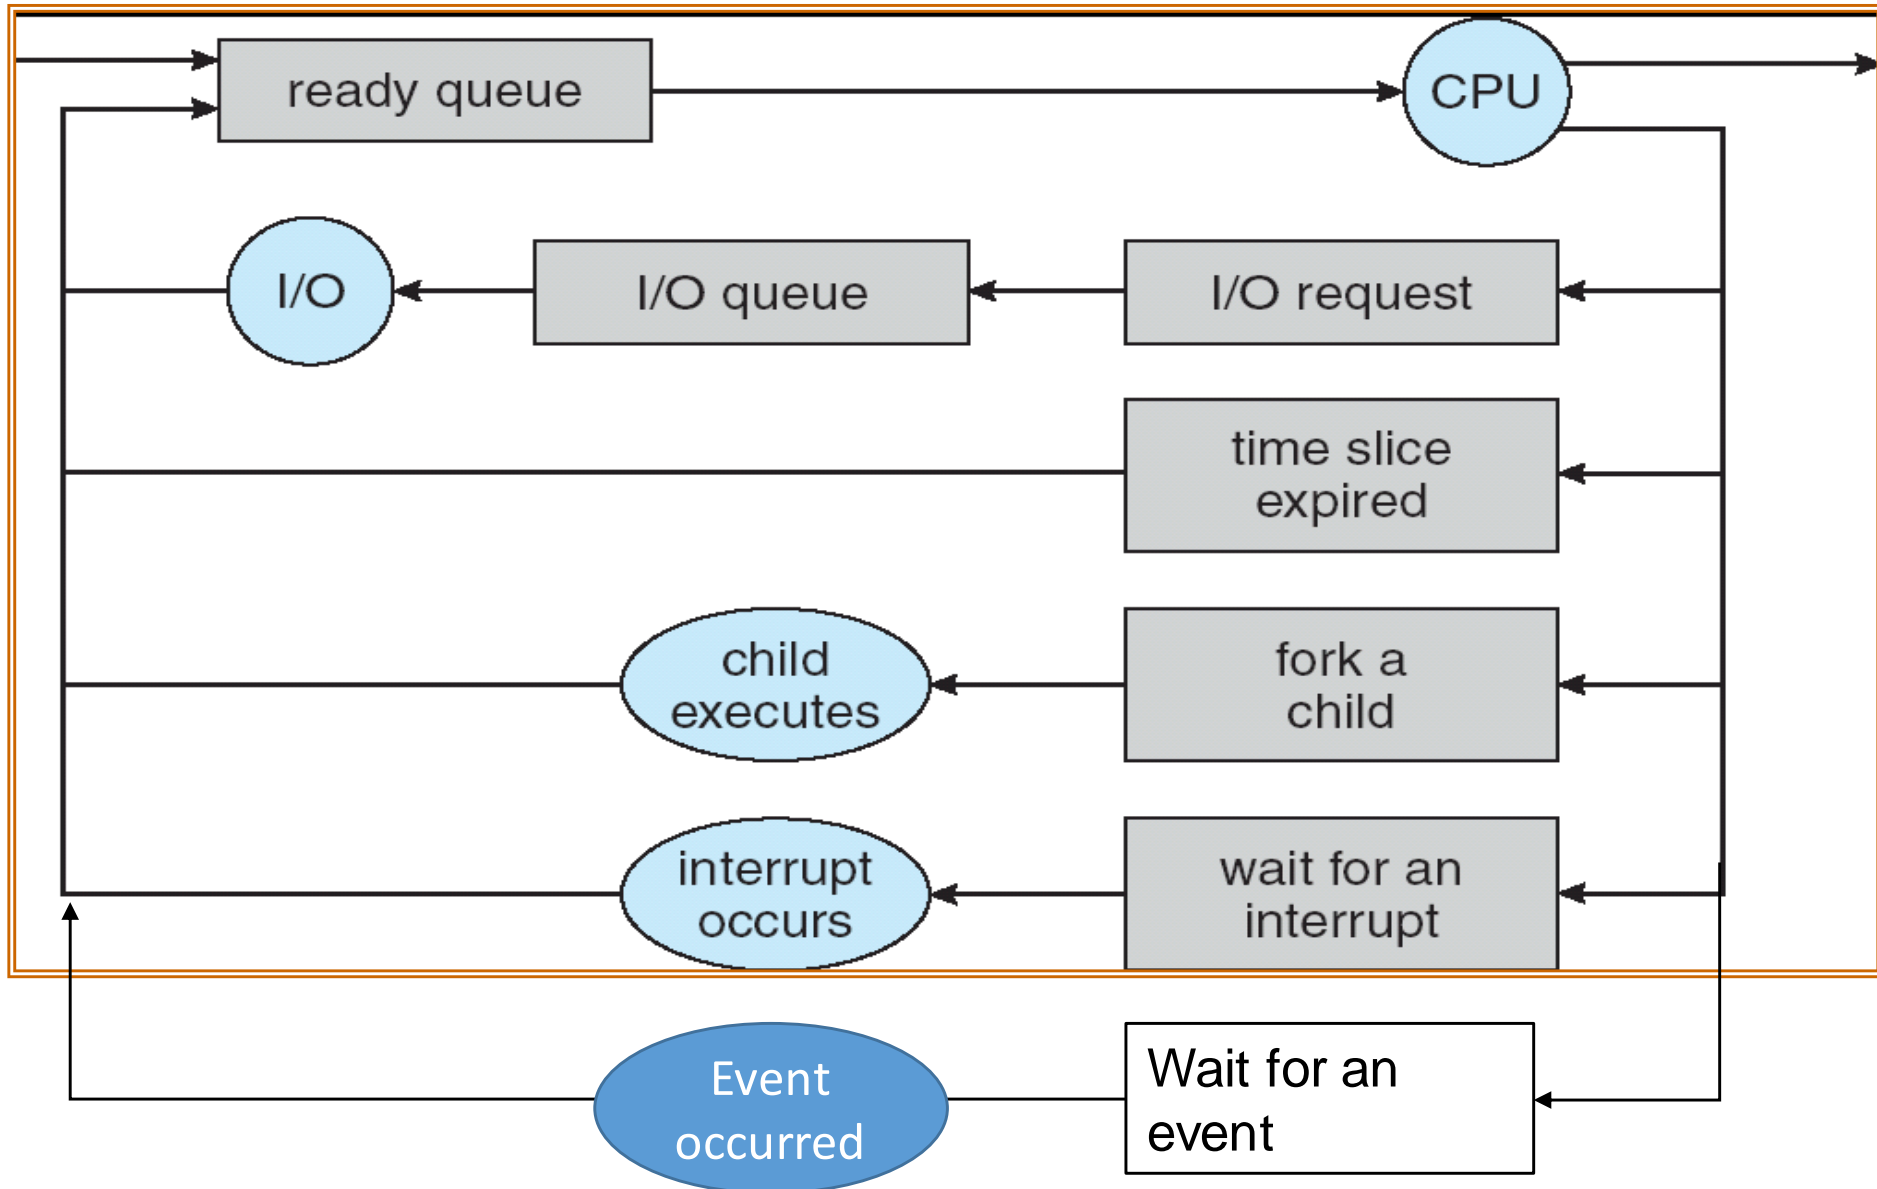 ready queue
CPU
I/O
I/O queue
I/O request
time slice
expired
child
executes
fork a
child
interrupt
occurs
wait for an
interrupt
Event
occurred
Wait for an
event